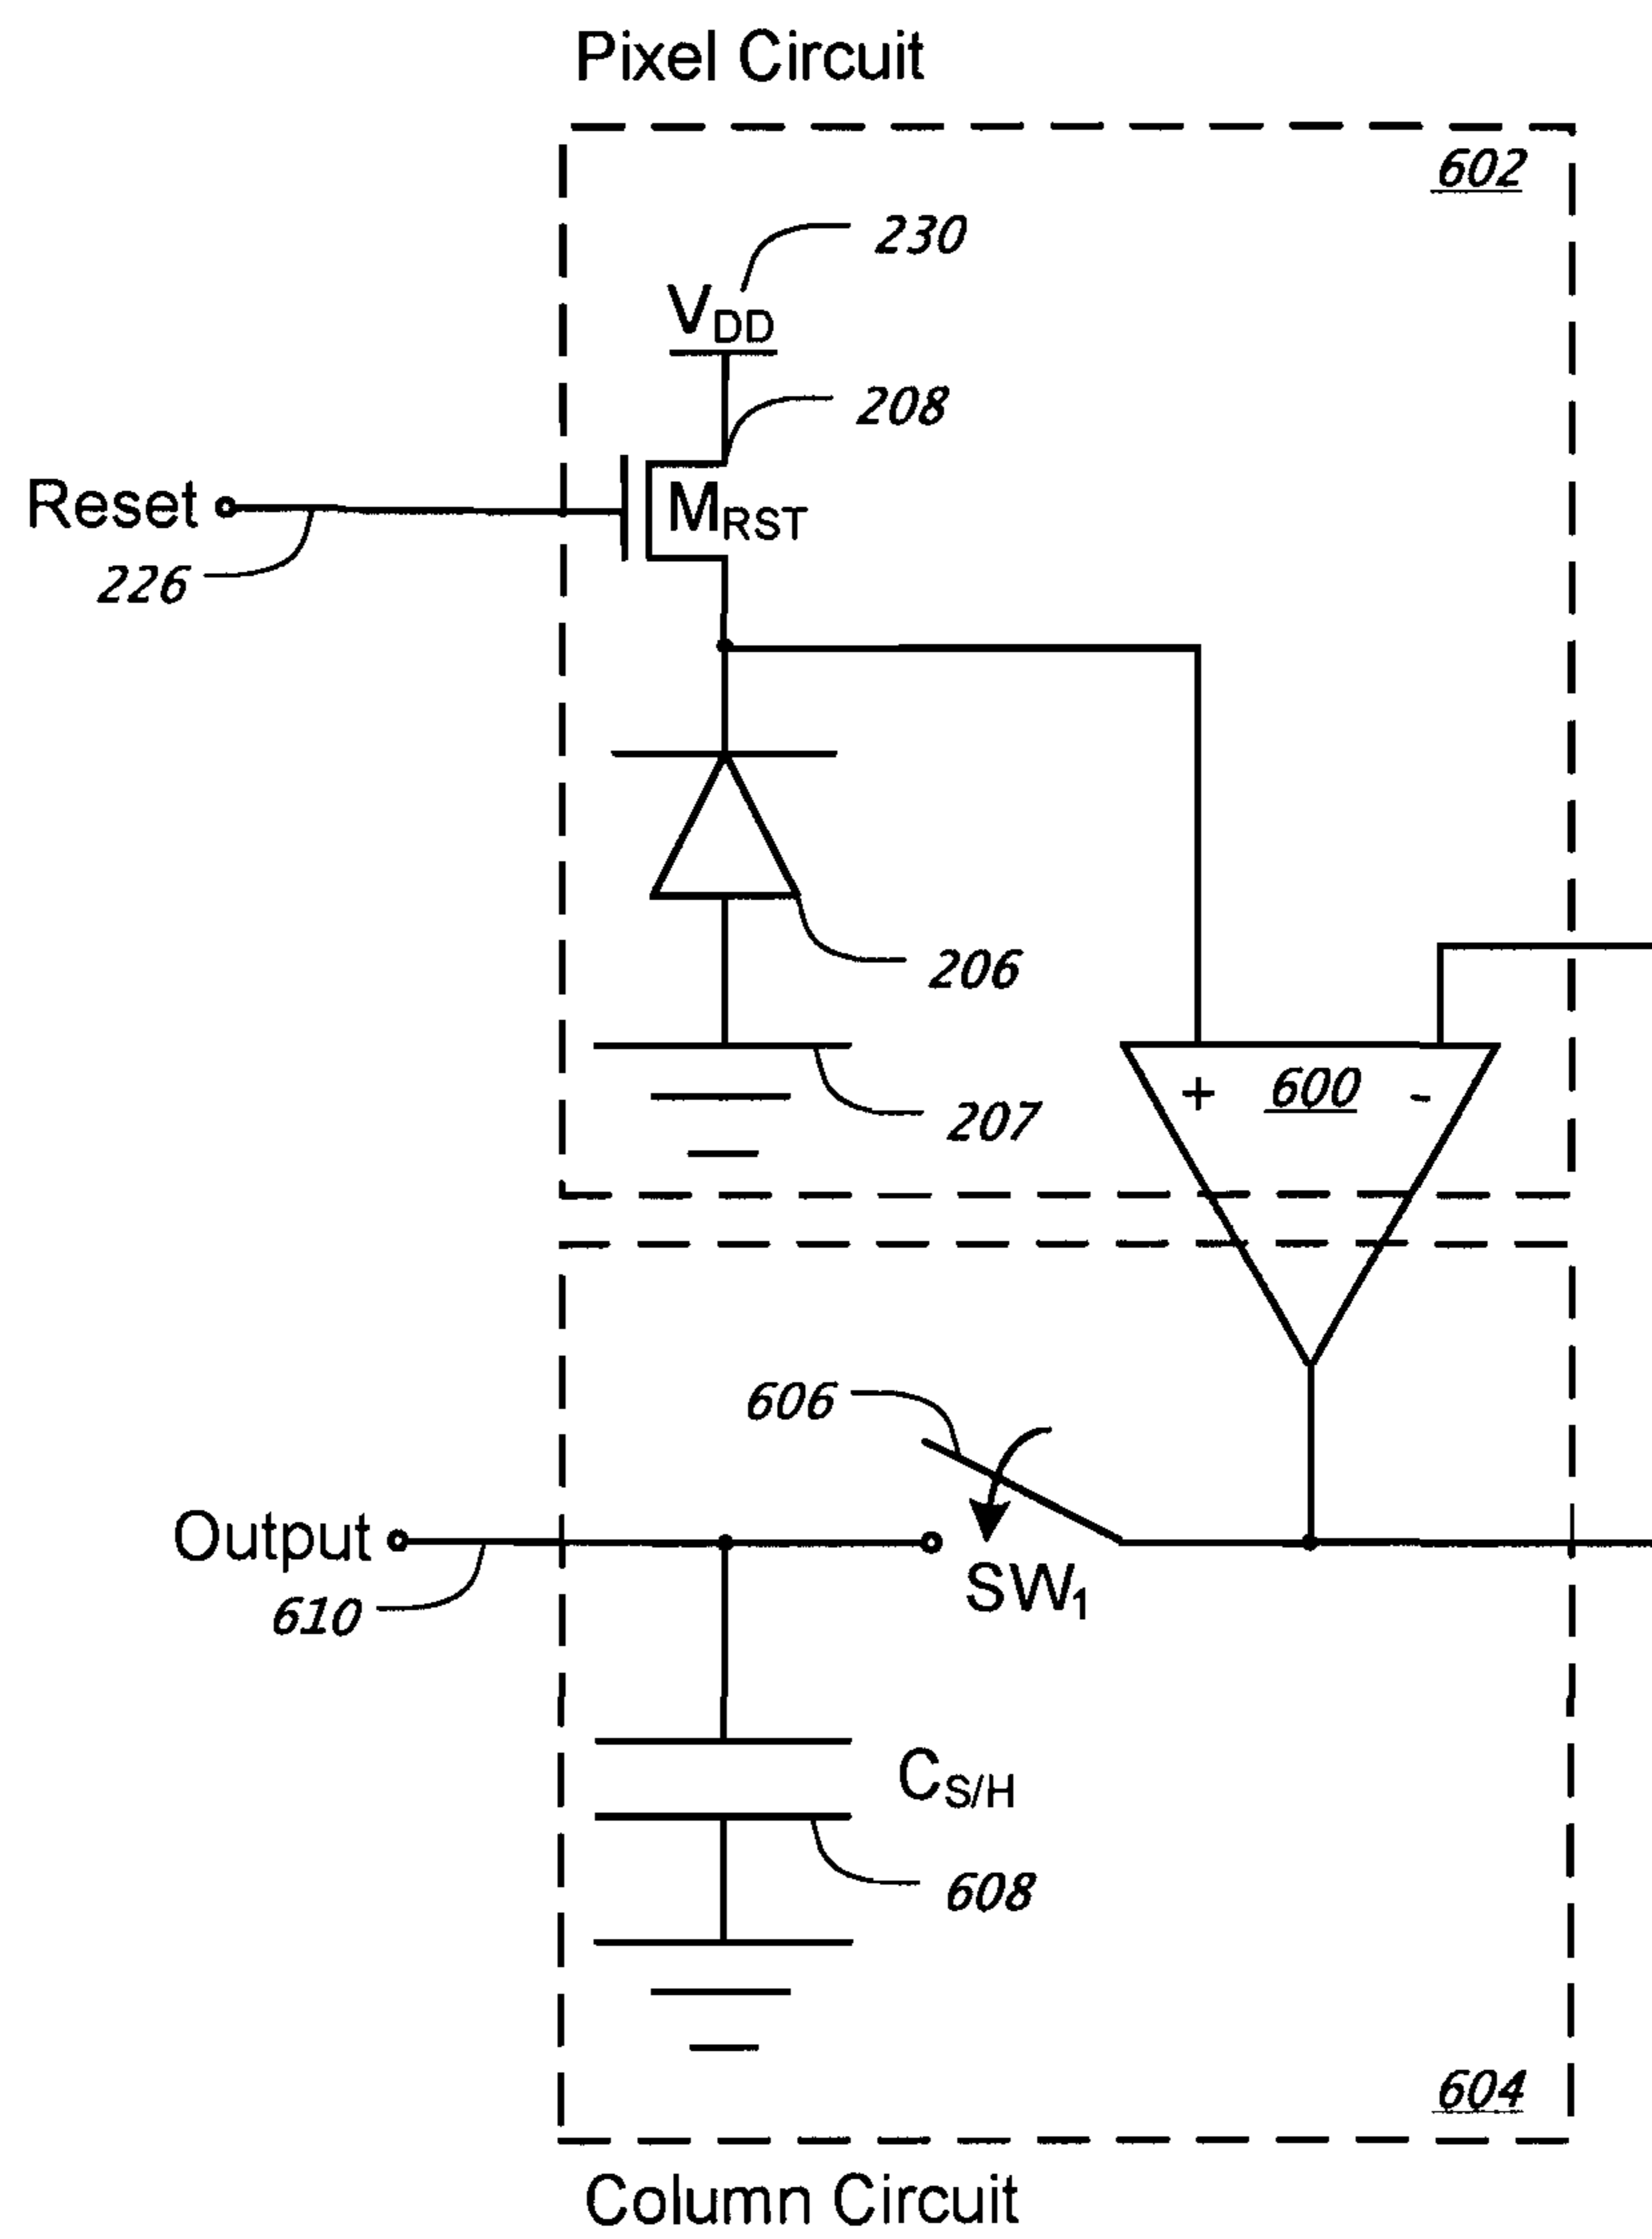 Pixel Circuit
602
230
VDD
208
Reset
MRST
226
206
+ 600 -
207
606
Output
SW1
610
CS/H
608
604
Column Circuit